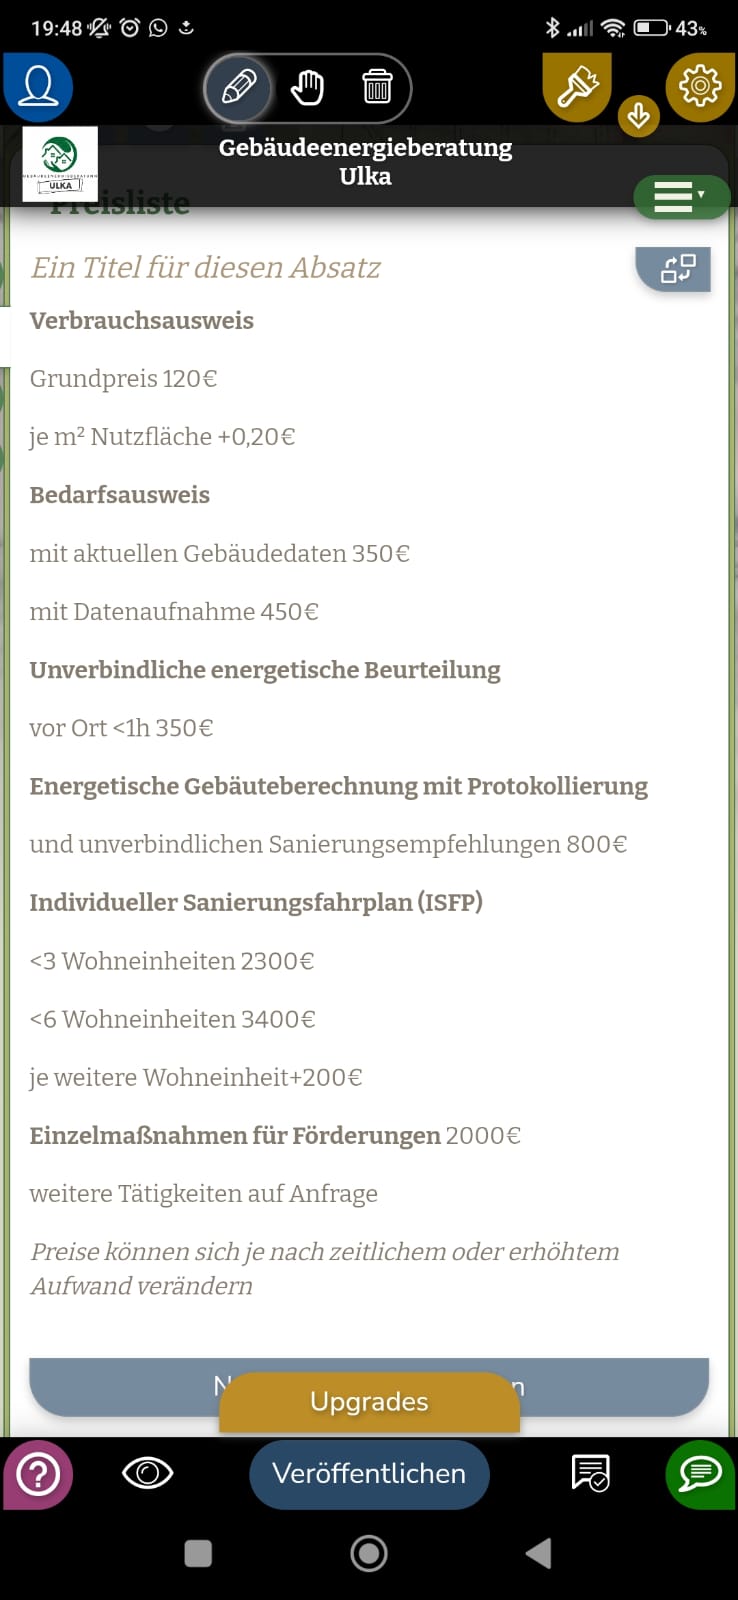 19:48
43%
Gebäudeenergieberatung
Ulka
ULKA
Preisliste
Ein Titel für diesen Absatz
Verbrauchsausweis
Grundpreis 120€
je m² Nutzfläche +0,20€
Bedarfsausweis
mit aktuellen Gebäudedaten 350€
mit Datenaufnahme 450€
Unverbindliche energetische Beurteilung
vor Ort <1h 350€
Energetische Gebäuteberechnung mit Protokollierung
und unverbindlichen Sanierungsempfehlungen 800€
Individueller Sanierungsfahrplan (ISFP)
<3 Wohneinheiten 2300€
<6 Wohneinheiten 3400€
je weitere Wohneinheit+200€
Einzelmaßnahmen für Förderungen 2000€
weitere Tätigkeiten auf Anfrage
Preise können sich je nach zeitlichem oder erhöhtem
Aufwand verändern
Upgrades
Veröffentlichen